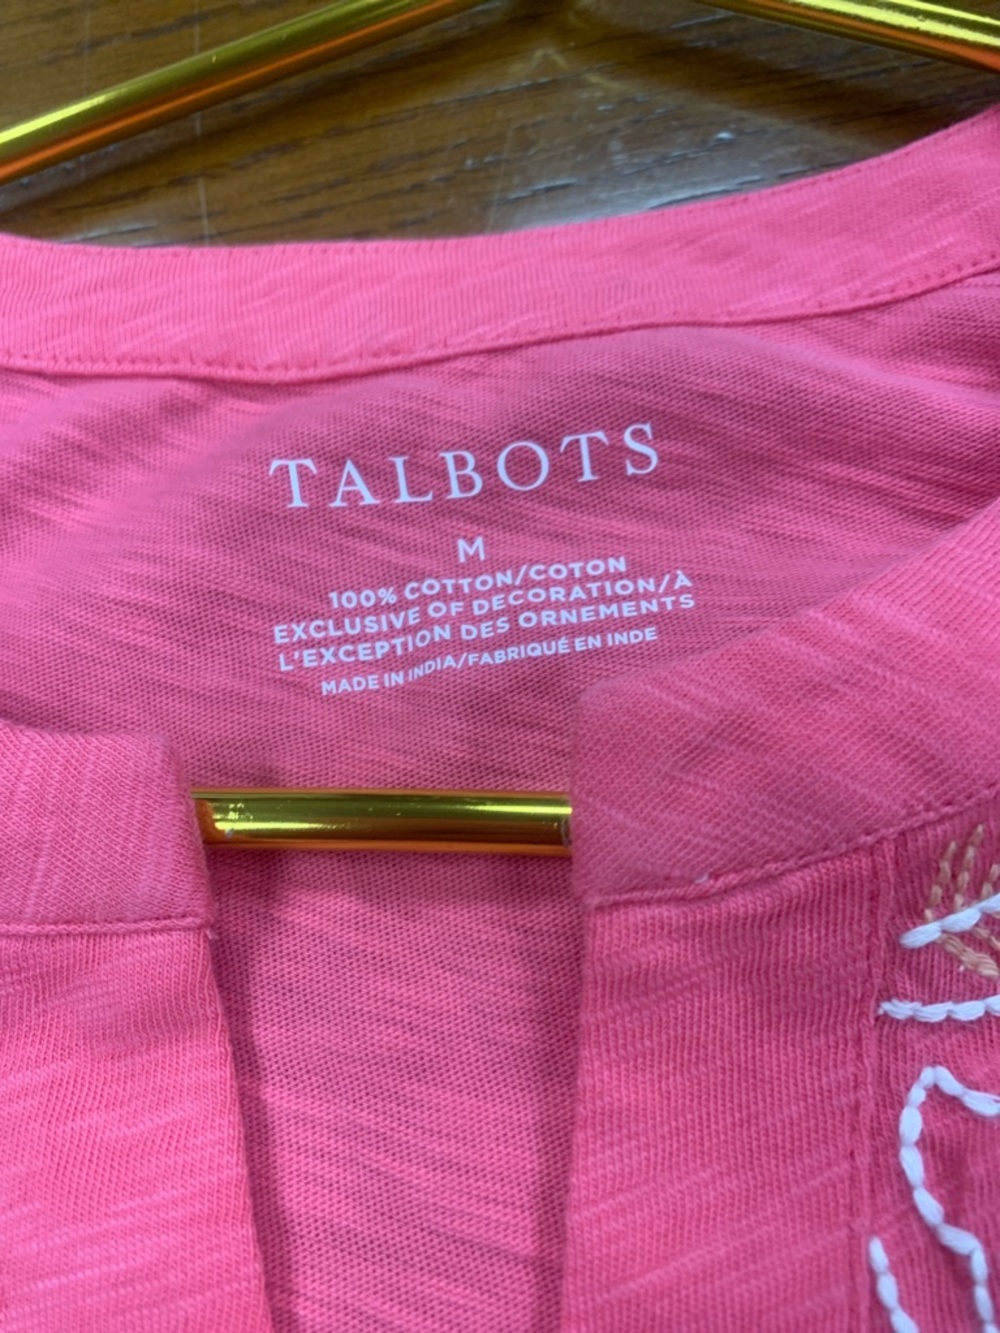 TALBOTS
M
100% COTTON/COTON
EXCLUSIVE OF DECORATION/À
L'EXCEPTION DES ORNEMENTS
MADE IN INDIA/FABRIQUÉ EN INDE